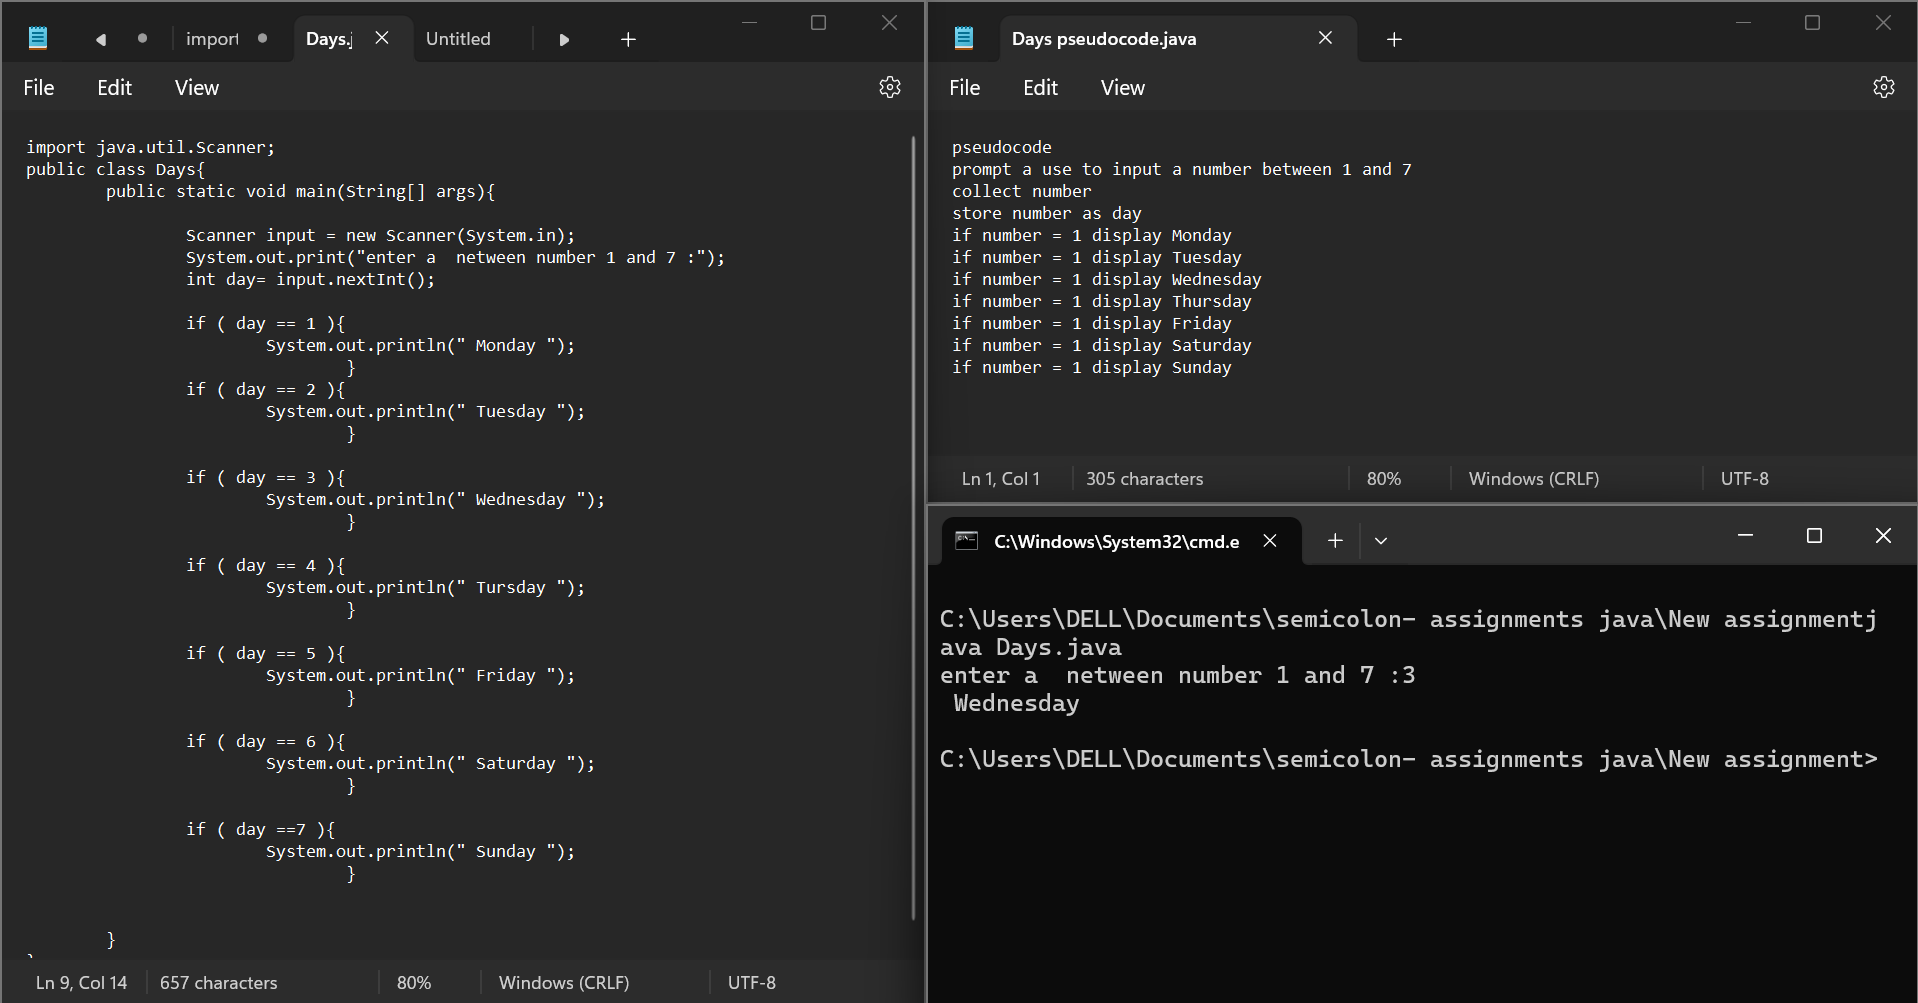 import
Days.j
Untitled
File Edit View
import java.util.Scanner;
public class Days{
public static void main(String[] args){
Scanner input = new Scanner(System.in);
System.out.print("enter a  netween number 1 and 7 :");
int day= input.nextInt();
if ( day == 1 ){
System.out.println(" Monday ");
}
if ( day == 2 ){
System.out.println(" Tuesday ");
}
if ( day == 3 ){
System.out.println(" Wednesday ");
}
if ( day == 4 ){
System.out.println(" Tursday ");
}
if ( day == 5 ){
System.out.println(" Friday ");
}
if ( day == 6 ){
System.out.println(" Saturday ");
}
if ( day ==7 ){
System.out.println(" Sunday ");
}
}
Ln 9, Col 14 657 characters 80% Windows (CRLF) UTF-8
Days pseudocode.java
File Edit View
pseudocode
prompt a use to input a number between 1 and 7
collect number
store number as day
if number = 1 display Monday
if number = 1 display Tuesday
if number = 1 display Wednesday
if number = 1 display Thursday
if number = 1 display Friday
if number = 1 display Saturday
if number = 1 display Sunday
Ln 1, Col 1 305 characters 80% Windows (CRLF) UTF-8
C:\Windows\System32\cmd.e
C:\Users\DELL\Documents\semicolon- assignments java\New assignmentj
ava Days.java
enter a  netween number 1 and 7 :3
Wednesday
C:\Users\DELL\Documents\semicolon- assignments java\New assignment>